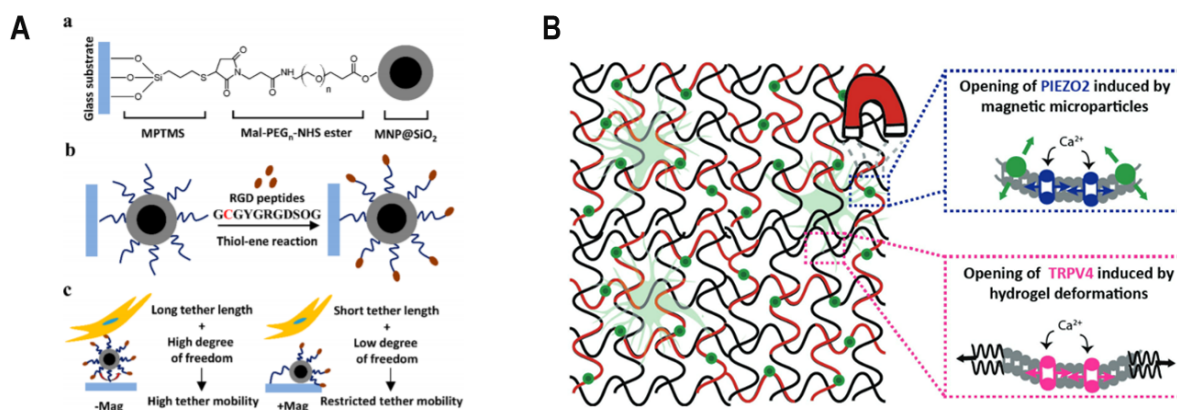 A
a
Glass substrate
O
O
O
Si
S
O
N
O
O
NH
O
n
O
O
MPTMS
Mal-PEGn-NHS ester
MNP@SiO2
b
RGD peptides
GCGYGRGDSOG
Thiol-ene reaction
c
Long tether length
+
High degree
of freedom
High tether mobility
-Mag
Short tether length
+
Low degree
of freedom
Restricted tether mobility
+Mag
B
Opening of PIEZO2 induced by
magnetic microparticles
Ca2+
Opening of TRPV4 induced by
hydrogel deformations
Ca2+